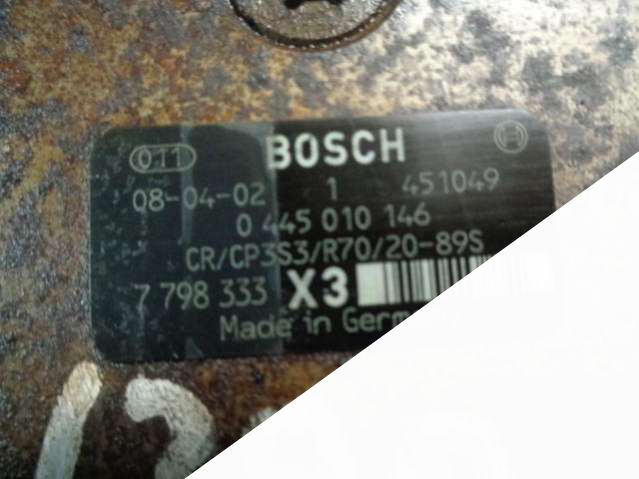 BOSCH
011
08-04-02 1 451049
0 445 010 146
CR/CP3S3/R70/20-89S
7 798 333 X3
Made in